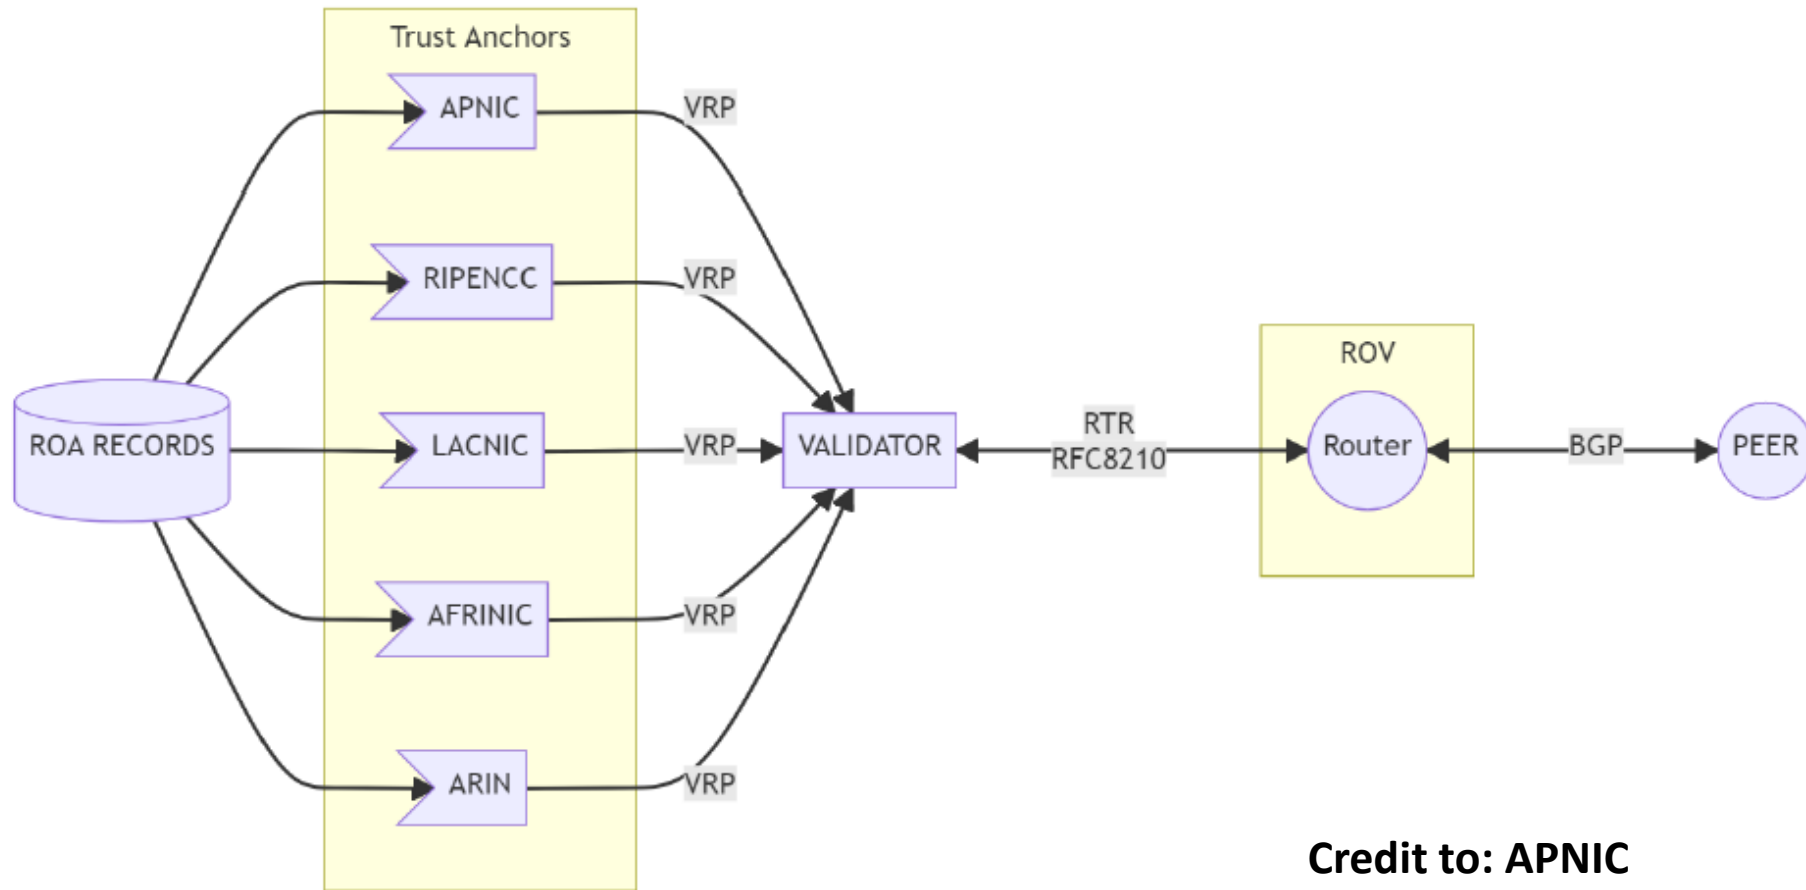 Trust Anchors
APNIC
VRP
RIPENCC
VRP
ROV
ROA RECORDS
LACNIC
VRP
VALIDATOR
RTR
RFC8210
Router
BGP
PEER
AFRINIC
VRP
ARIN
VRP
Credit to: APNIC